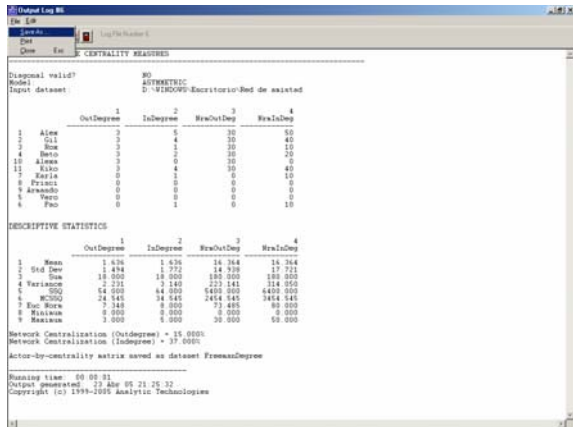 Output Log #6
File Edit
Save As...
Print
Close Esc
Log File Number 6
CENTRALITY MEASURES
Diagonal valid? NO
Model: ASYMMETRIC
Input dataset: D:\WINDOWS\Escritorio\Red de amistad
1 2 3 4
OutDegree InDegree NrmOutDeg NrmInDeg
1 Alex 3 5 30 50
2 Gil 3 4 30 40
3 3 1 30 10
4 Beto 3 2 30 20
10 3 0 30 0
11 Kiko 3 4 30 40
7 Karla 0 1 0 10
8 Prisci 0 0 0 0
9 Armando 0 0 0 0
5 Vero 0 0 0 0
6 0 1 0 10
DESCRIPTIVE STATISTICS
1 2 3 4
OutDegree InDegree NrmOutDeg NrmInDeg
1 Mean 1.636 1.636 16.364 16.364
2 Std Dev 1.494 1.772 14.938 17.721
3 Sum 18.000 18.000 180.000 180.000
4 Variance 2.231 3.140 223.141 314.050
5 SSQ 54.000 64.000 5400.000 6400.000
6 MCSSQ 24.545 34.545 2454.545 3454.545
7 Euc Norm 7.348 8.000 73.485 80.000
8 Minimum 0.000 0.000 0.000 0.000
9 Maximum 3.000 5.000 30.000 50.000
Network Centralization (Outdegree) = 15.000%
Network Centralization (Indegree) = 37.000%
Actor-by-centrality matrix saved as dataset FreemanDegree
Running time: 00:00:01
Output generated: 23 Abr 05 21:25:32
Copyright (c) 1999-2005 Analytic Technologies